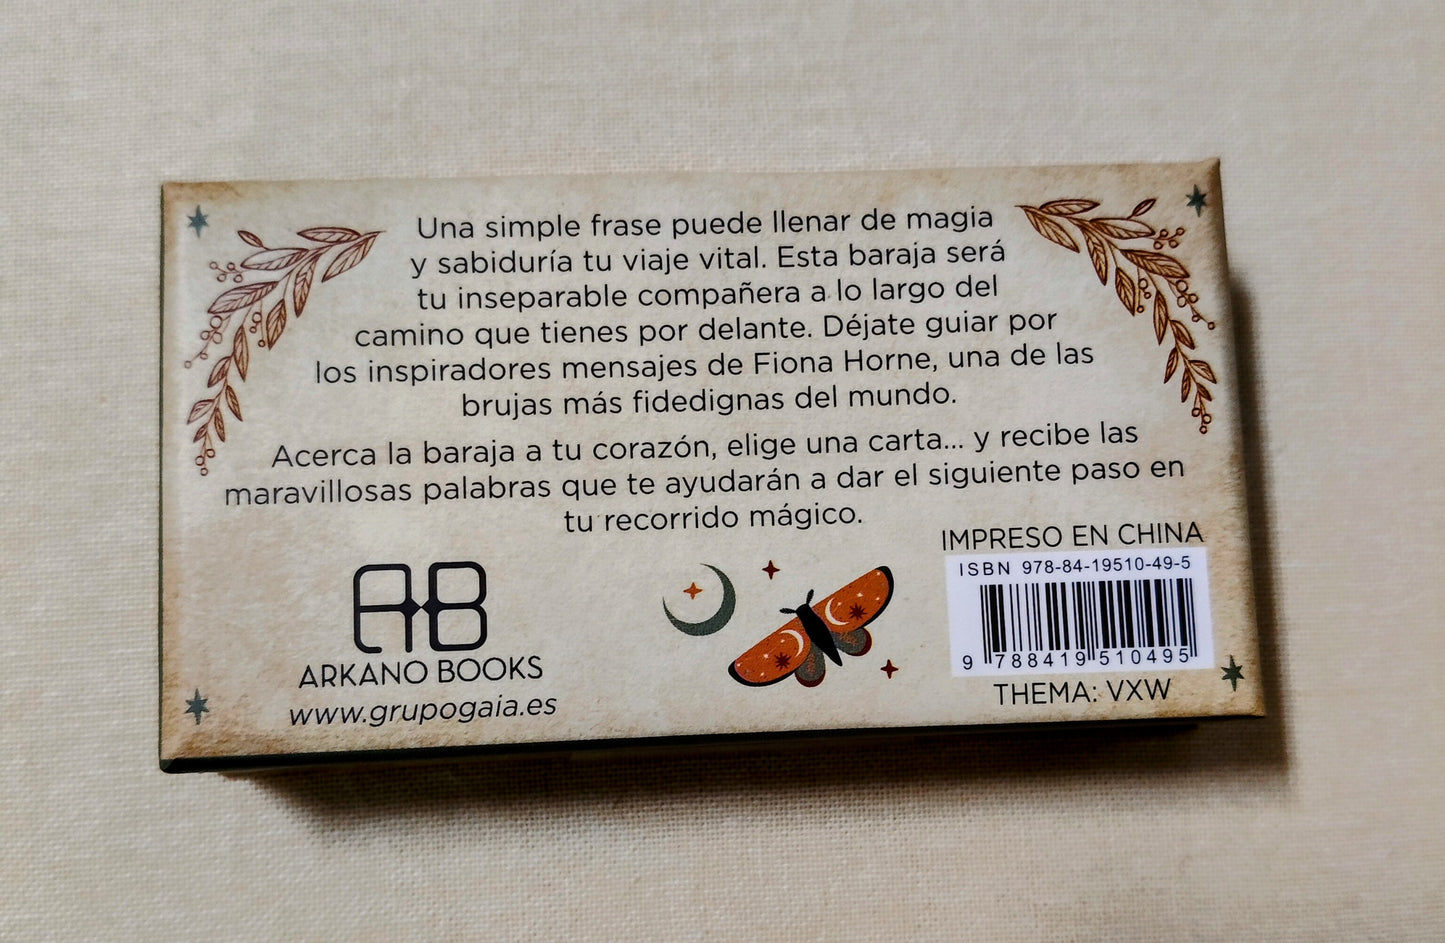 Una simple frase puede llenar de magia
y sabiduría tu viaje vital. Esta baraja será
tu inseparable compañera a lo largo del
camino que tienes por delante. Déjate guiar por
los inspiradores mensajes de Fiona Horne, una de las
brujas más fidedignas del mundo.
Acerca la baraja a tu corazón, elige una carta... y recibe las
maravillosas palabras que te ayudarán a dar el siguiente paso en
tu recorrido mágico.
AB
ARKANO BOOKS
www.grupogaia.es
IMPRESO EN CHINA
ISBN 978-84-19510-49-5
9 788419 510495
THEMA: VXW